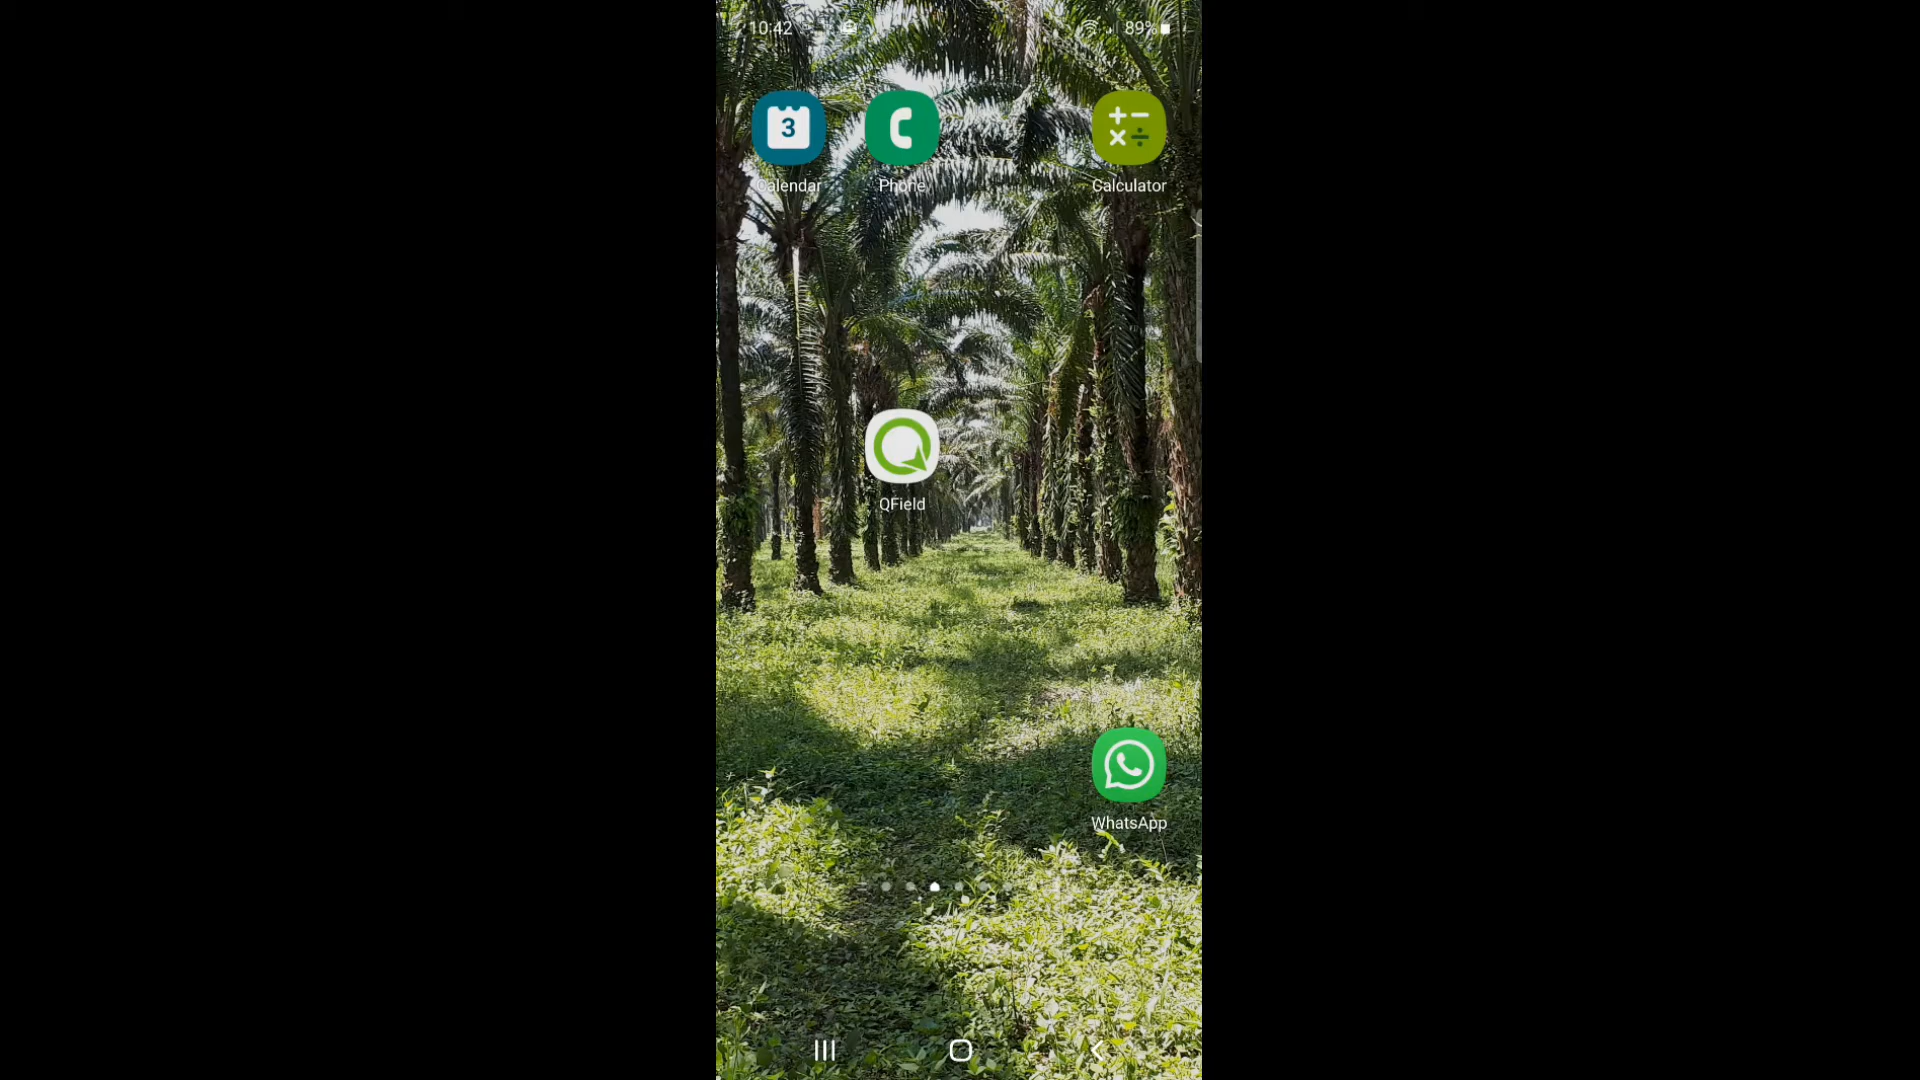 10:42
89%
3
Calendar
Phone
Calculator
QField
WhatsApp